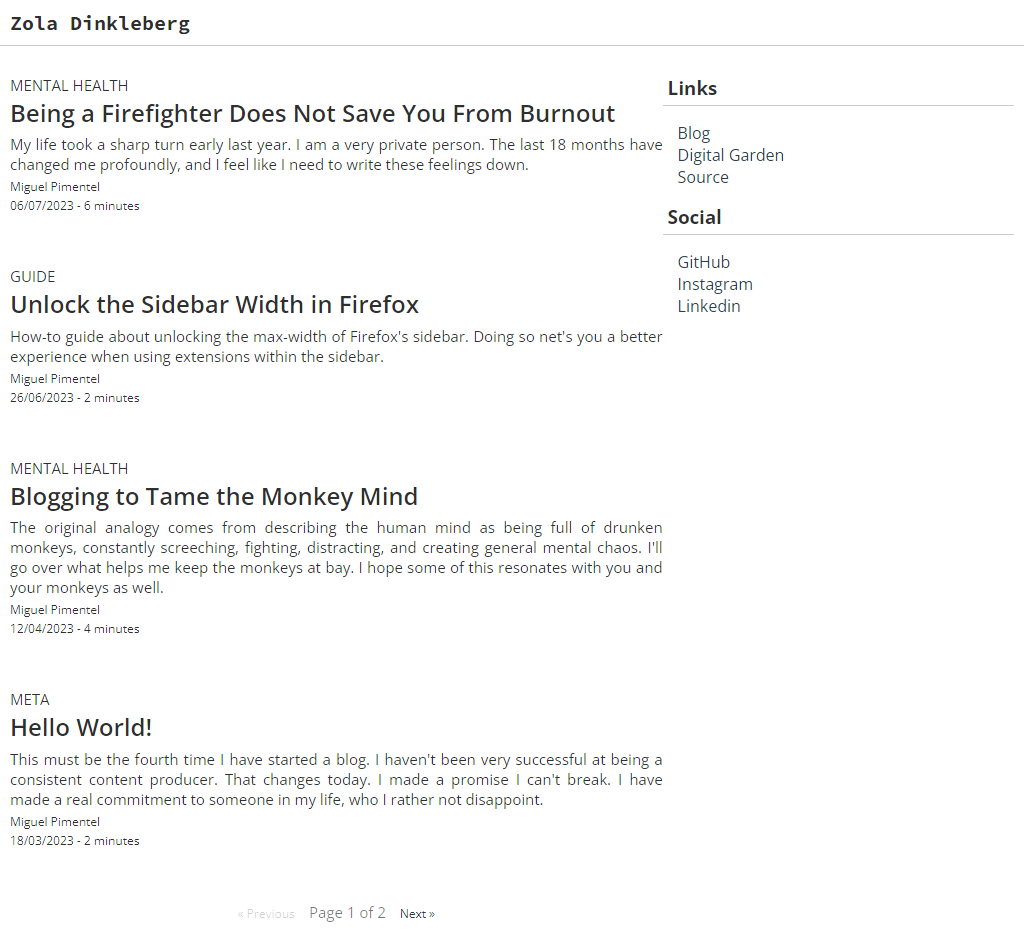 Zola Dinkleberg
MENTAL HEALTH
Being a Firefighter Does Not Save You From Burnout
My life took a sharp turn early last year. I am a very private person. The last 18 months have
changed me profoundly, and I feel like I need to write these feelings down.
Miguel Pimentel
06/07/2023 - 6 minutes
GUIDE
Unlock the Sidebar Width in Firefox
How-to guide about unlocking the max-width of Firefox's sidebar. Doing so net's you a better
experience when using extensions within the sidebar.
Miguel Pimentel
26/06/2023 - 2 minutes
MENTAL HEALTH
Blogging to Tame the Monkey Mind
The original analogy comes from describing the human mind as being full of drunken
monkeys, constantly screeching, fighting, distracting, and creating general mental chaos. I'll
go over what helps me keep the monkeys at bay. I hope some of this resonates with you and
your monkeys as well.
Miguel Pimentel
12/04/2023 - 4 minutes
META
Hello World!
This must be the fourth time I have started a blog. I haven't been very successful at being a
consistent content producer. That changes today. I made a promise I can't break. I have
made a real commitment to someone in my life, who I rather not disappoint.
Miguel Pimentel
18/03/2023 - 2 minutes
« Previous Page 1 of 2 Next »
Links
Blog
Digital Garden
Source
Social
GitHub
Instagram
Linkedin